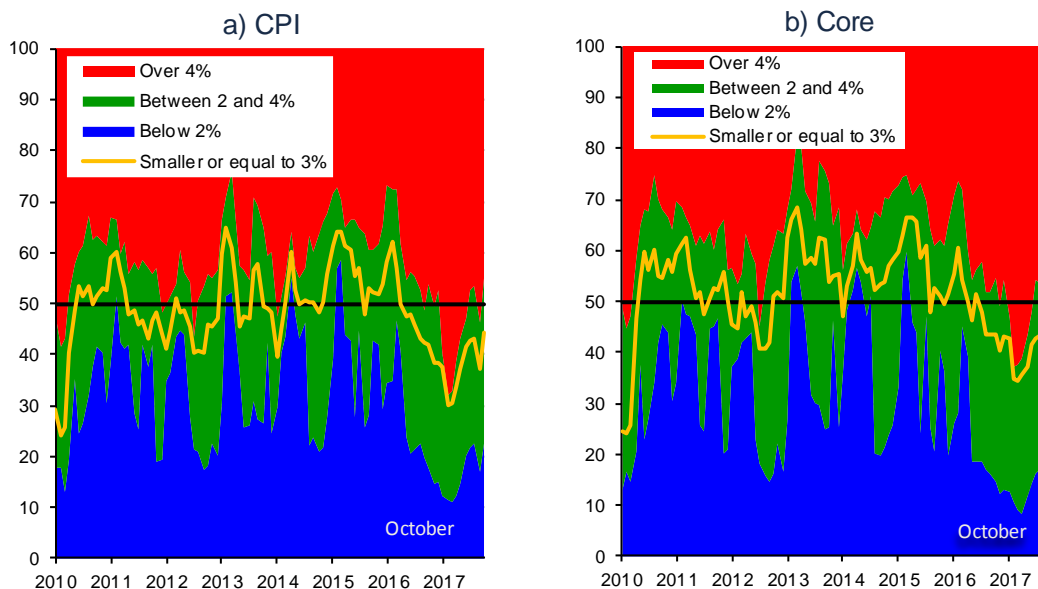 a) CPI
100
90
80
70
60
50
40
30
20
10
0
Over 4%
Between 2 and 4%
Below 2%
Smaller or equal to 3%
October
2010 2011 2012 2013 2014 2015 2016 2017
b) Core
100
90
80
70
60
50
40
30
20
10
0
Over 4%
Between 2 and 4%
Below 2%
Smaller or equal to 3%
October
2010 2011 2012 2013 2014 2015 2016 2017